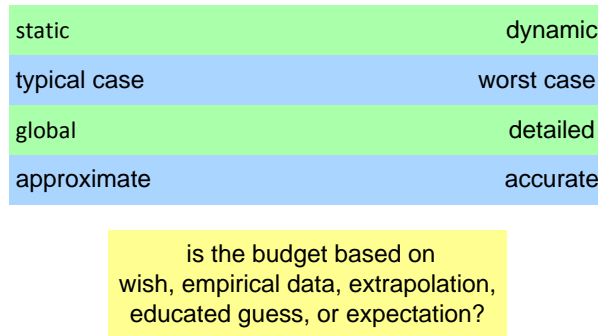 static dynamic
typical case worst case
global detailed
approximate accurate
is the budget based on
wish, empirical data, extrapolation,
educated guess, or expectation?